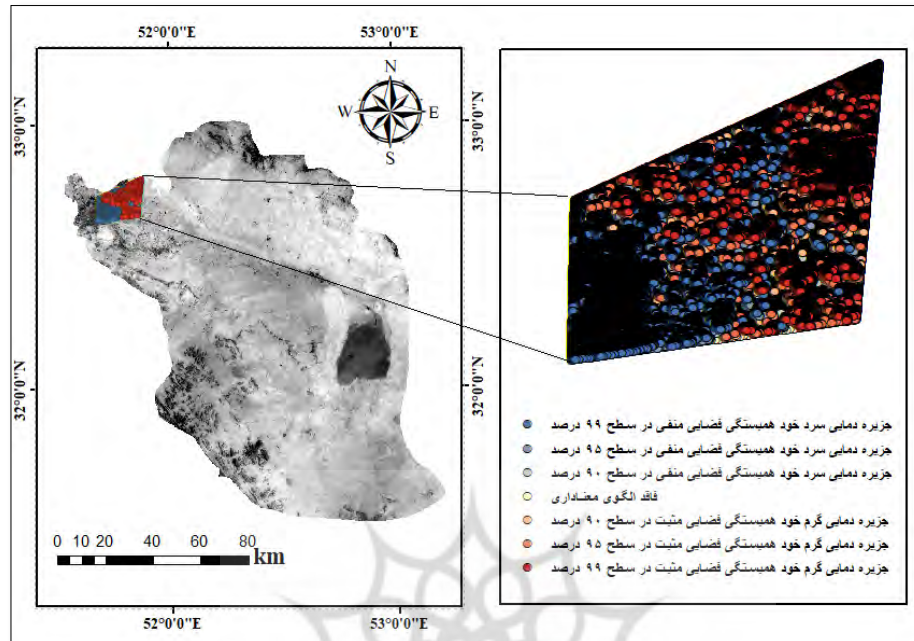 52°0'0"E
53°0'0"E
33°0'0"N
32°0'0"N
N
W
E
S
0 10 20 40 60 80
km
52°0'0"E
53°0'0"E
33°0'0"N
32°0'0"N
جزیره دمایی سرد خود همبستگی فضایی منفی در سطح ۹۹ درصد
جزیره دمایی سرد خود همبستگی فضایی منفی در سطح ۹۵ درصد
جزیره دمایی سرد خود همبستگی فضایی منفی در سطح ۹۰ درصد
فاقد الگوی معناداری
جزیره دمایی گرم خود همبستگی فضایی مثبت در سطح ۹۰ درصد
جزیره دمایی گرم خود همبستگی فضایی مثبت در سطح ۹۵ درصد
جزیره دمایی گرم خود همبستگی فضایی مثبت در سطح ۹۹ درصد